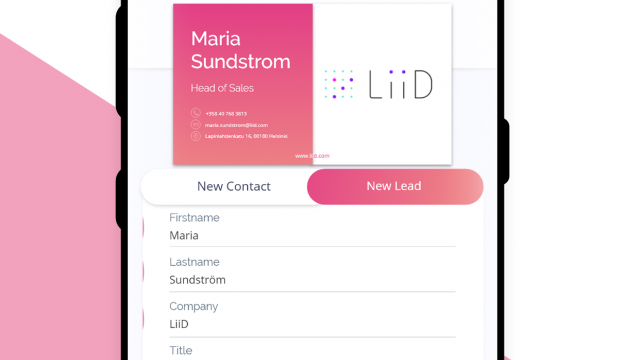 Maria
Sundstrom
Head of Sales
+358 40 768 3613
maria.sundstrom@liid.com
Lapinlahdenkatu 16, 00180 Helsinki
LiiD
www.liid.com
New Contact
New Lead
Firstname
Maria
Lastname
Sundström
Company
LiiD
Title